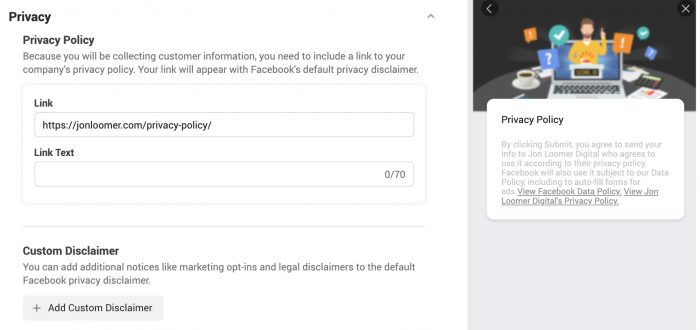 Privacy
Privacy Policy
Because you will be collecting customer information, you need to include a link to your
company's privacy policy. Your link will appear with Facebook's default privacy disclaimer.
Link
https://jonloomer.com/privacy-policy/
Link Text
0/70
Custom Disclaimer
You can add additional notices like marketing opt-ins and legal disclaimers to the default
Facebook privacy disclaimer.
+ Add Custom Disclaimer
Privacy Policy
By clicking Submit, you agree to send your
info to Jon Loomer Digital who agrees to
use it according to their privacy policy.
Facebook will also use it subject to our Data
Policy, including to auto-fill forms for
ads.View Facebook Data Policy. View Jon
Loomer Digital's Privacy Policy.